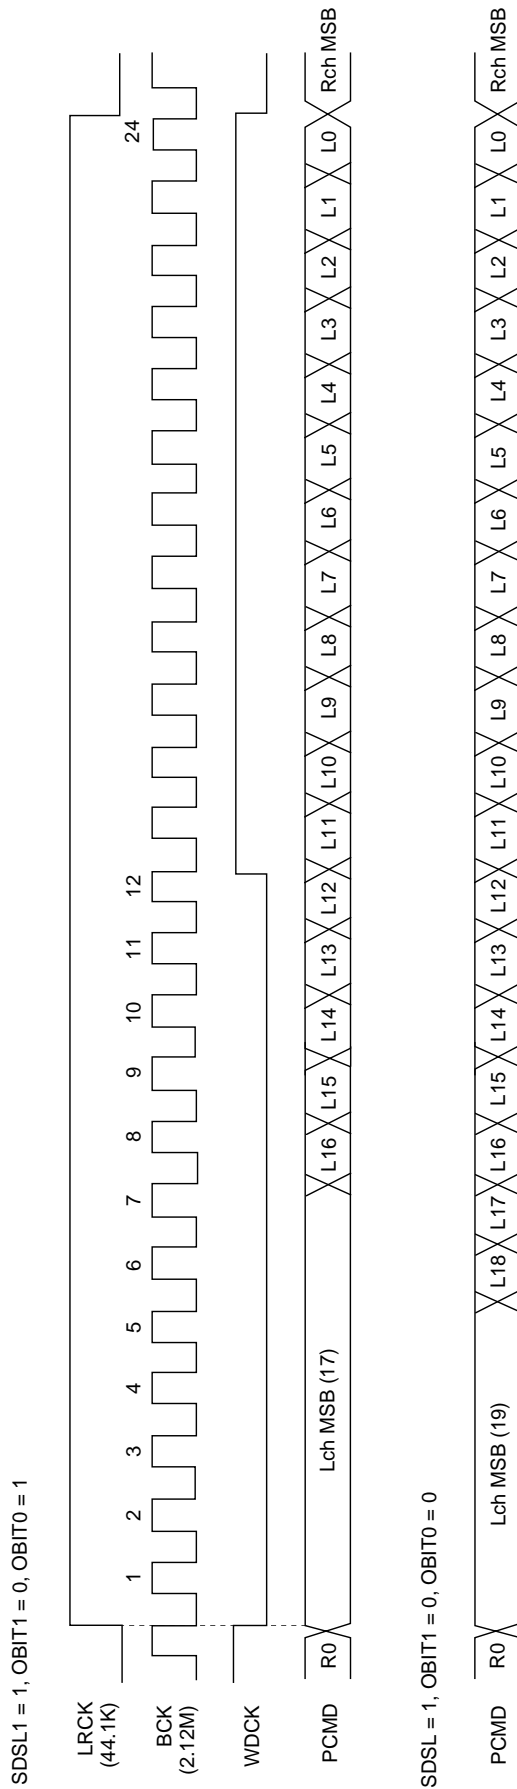 SDSL1 = 1, OBIT1 = 0, OBIT0 = 1
LRCK
(44.1K)
BCK
(2.12M)
1 2 3 4 5 6 7 8 9 10 11 12 24
WDCK
PCMD
R0 Lch MSB (17) L16 L15 L14 L13 L12 L11 L10 L9 L8 L7 L6 L5 L4 L3 L2 L1 L0 Rch MSB
SDSL = 1, OBIT1 = 0, OBIT0 = 0
PCMD
R0 Lch MSB (19) L18 L17 L16 L15 L14 L13 L12 L11 L10 L9 L8 L7 L6 L5 L4 L3 L2 L1 L0 Rch MSB